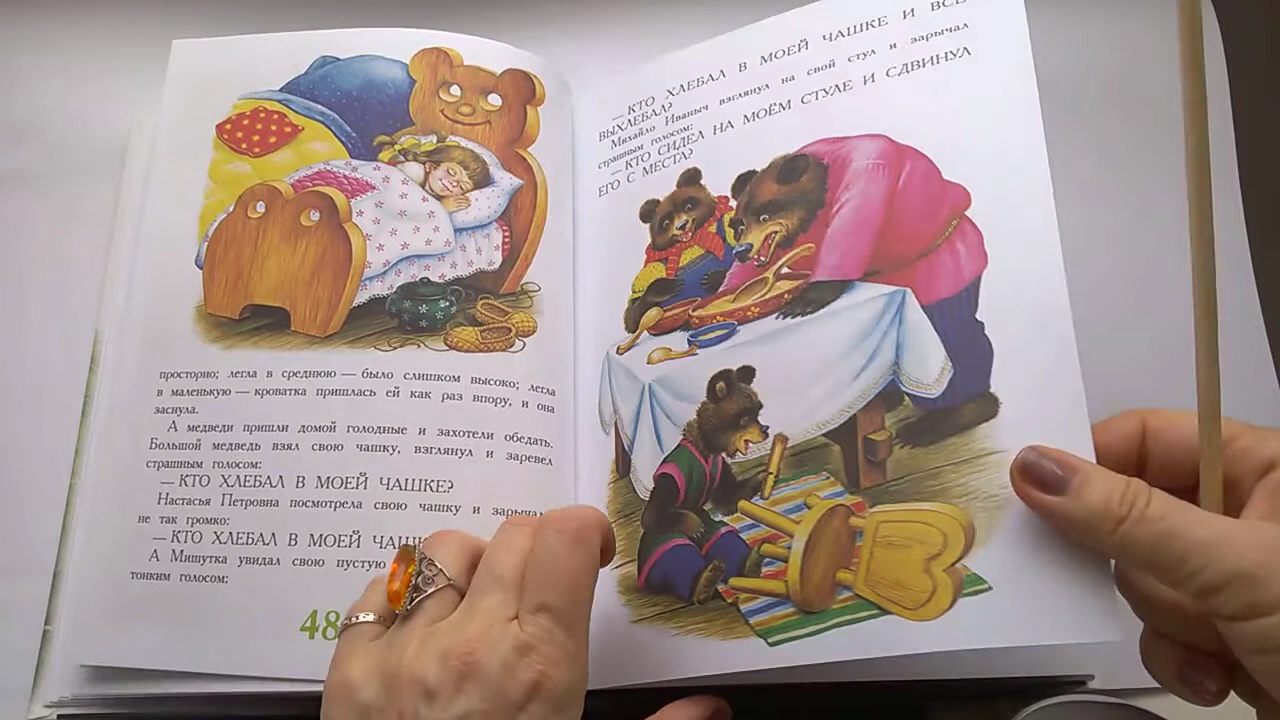 просторно; легла в среднюю — было слишком высоко; легла
в маленькую — кроватка пришлась ей как раз впору, и она
заснула.
А медведи пришли домой голодные и захотели обедать.
Большой медведь взял свою чашку, взглянул и заревел
страшным голосом:
— КТО ХЛЕБАЛ В МОЕЙ ЧАШКЕ?
Настасья Петровна посмотрела свою чашку и зарычала
не так громко:
— КТО ХЛЕБАЛ В МОЕЙ
А Мишутка увидал свою пустую
тонким голосом:
48
— КТО ХЛЕБАЛ В МОЕЙ ЧАШКЕ И ВСЁ
ВЫХЛЕБАЛ?
Михайло Иваныч взглянул на свой стул и зарычал
страшным голосом:
— КТО СИДЕЛ НА МОЁМ СТУЛЕ И СДВИНУЛ
ЕГО С МЕСТА?